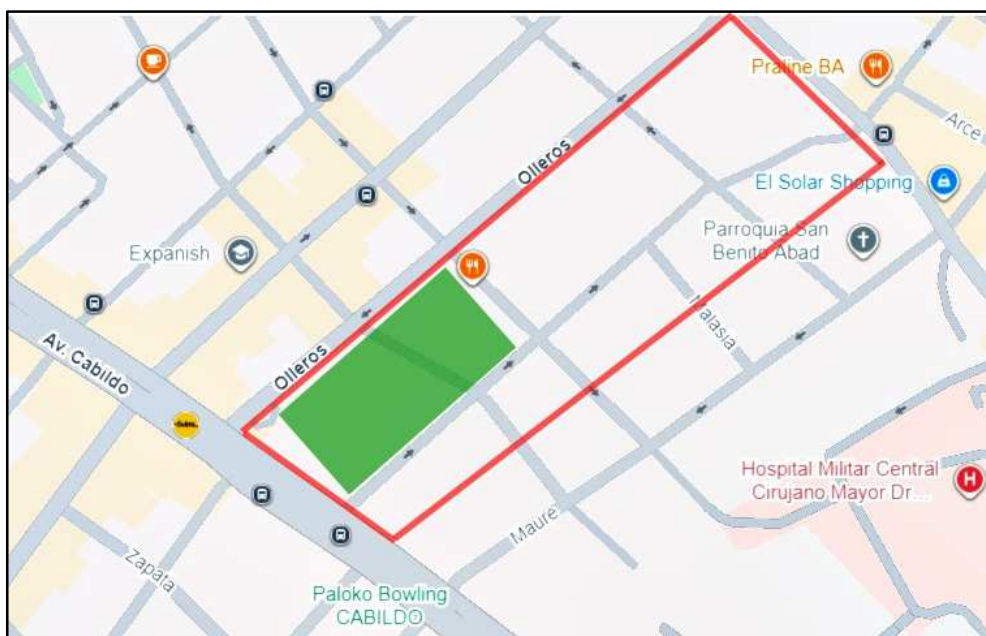 Praline BA
Arce
Olleros
El Solar Shopping
Parroquia San
Benito Abad
Expanish
Malasia
Av. Cabildo
Olleros
Hospital Militar Central
Cirujano Mayor Dr...
H
Maure
Zapata
Paloko Bowling
CABILDO